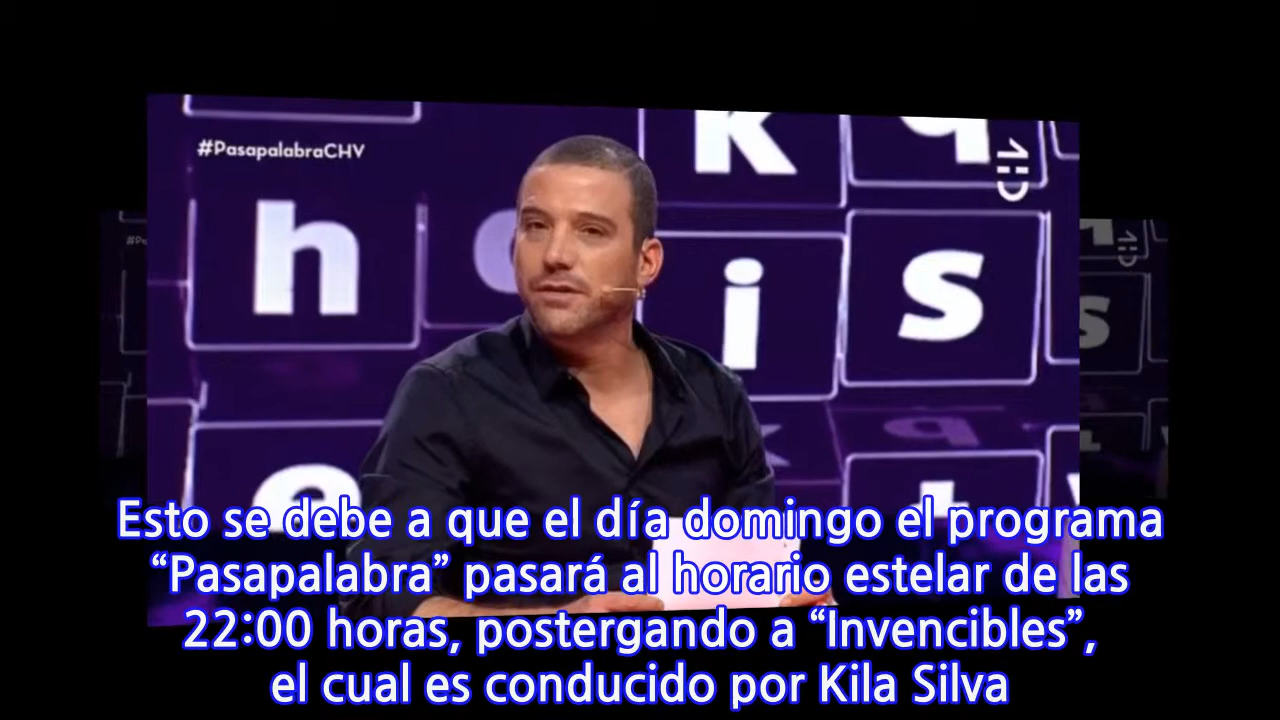 #PasapalabraCHV
k
q
h
i
s
Esto se debe a que el día domingo el programa
“Pasapalabra” pasará al horario estelar de las
22:00 horas, postergando a “Invencibles”,
el cual es conducido por Kila Silva